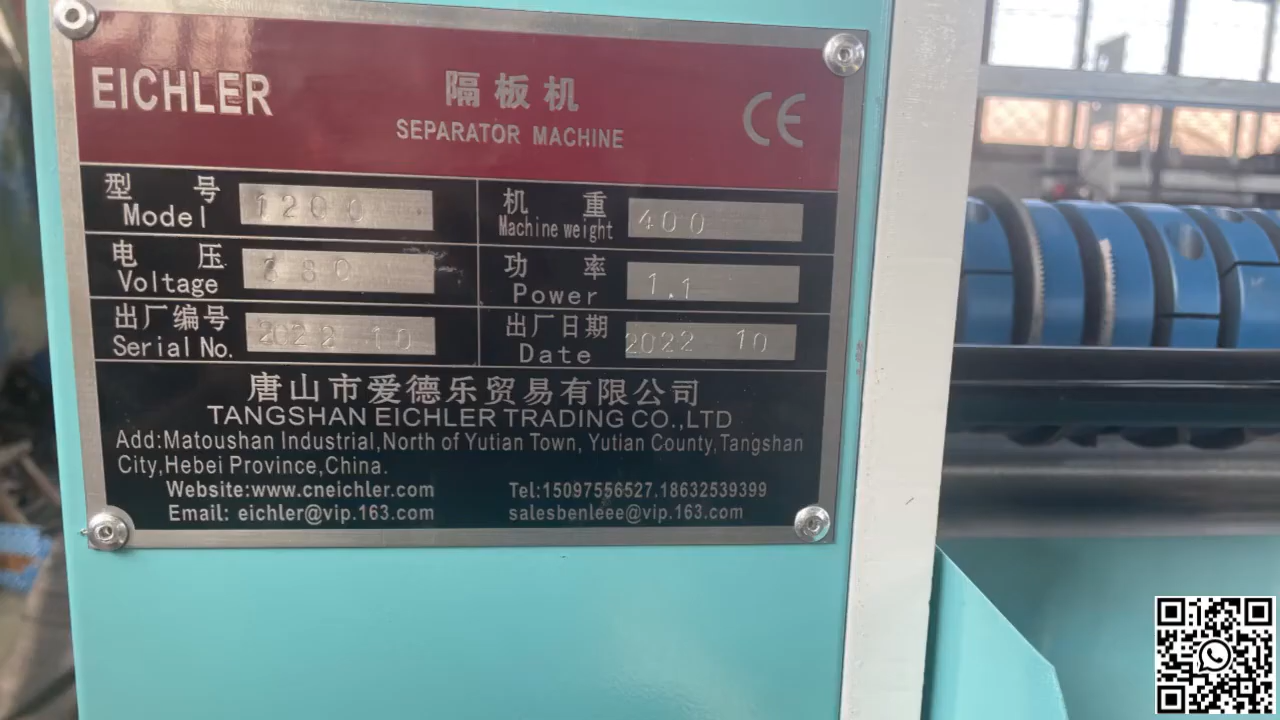 EICHLER
隔板机
SEPARATOR MACHINE
CE
型号 Model 1200
机重 Machine weight 400
电压 Voltage 380
功率 Power 1.1
出厂编号 Serial No. 2022 10
出厂日期 Date 2022 10
唐山市爱德乐贸易有限公司
TANGSHAN EICHLER TRADING CO.,LTD
Add:Matoushan Industrial,North of Yutian Town, Yutian County,Tangshan
City,Hebei Province,China.
Website:www.cneichler.com
Tel:15097556527.18632539399
Email: eichler@vip.163.com
salesbenleee@vip.163.com